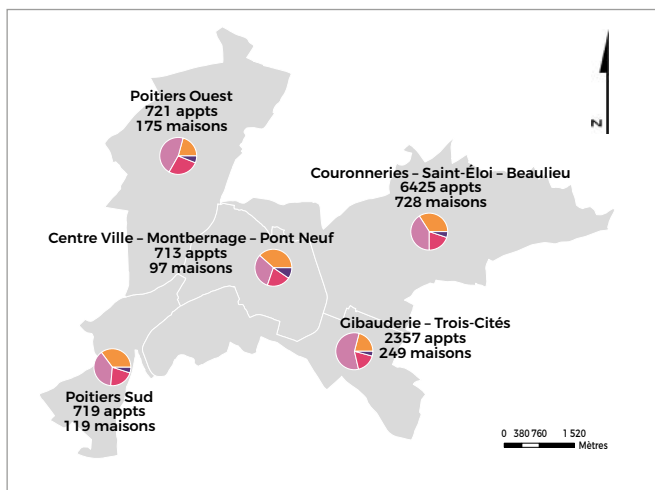 Poitiers Ouest
721 appts
175 maisons
Couronneries – Saint-Éloi – Beaulieu
6425 appts
728 maisons
Centre Ville – Montbernage – Pont Neuf
713 appts
97 maisons
Gibauderie – Trois-Cités
2357 appts
249 maisons
Poitiers Sud
719 appts
119 maisons
N
0 380 760 1 520
Mètres